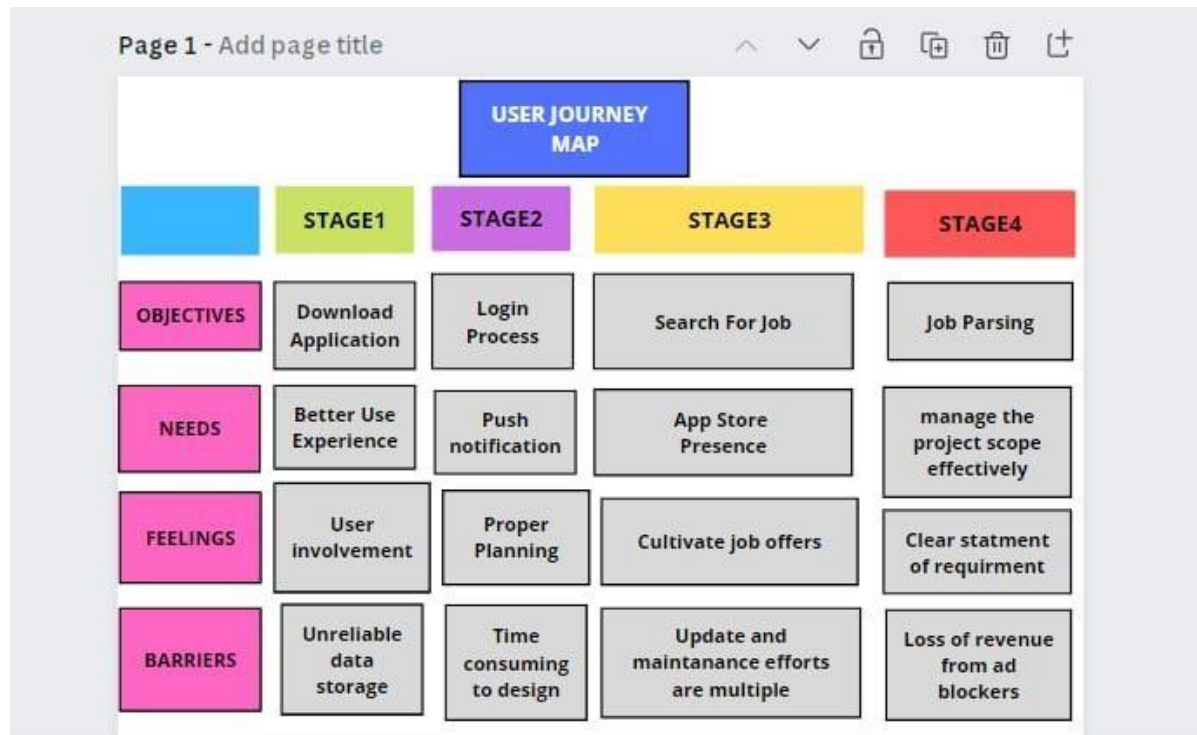 Page 1 - Add page title
USER JOURNEY
MAP
STAGE1
STAGE2
STAGE3
STAGE4
OBJECTIVES
Download
Application
Login
Process
Search For Job
Job Parsing
NEEDS
Better Use
Experience
Push
notification
App Store
Presence
manage the
project scope
effectively
FEELINGS
User
involvement
Proper
Planning
Cultivate job offers
Clear statment
of requirment
BARRIERS
Unreliable
data
storage
Time
consuming
to design
Update and
maintanance efforts
are multiple
Loss of revenue
from ad
blockers